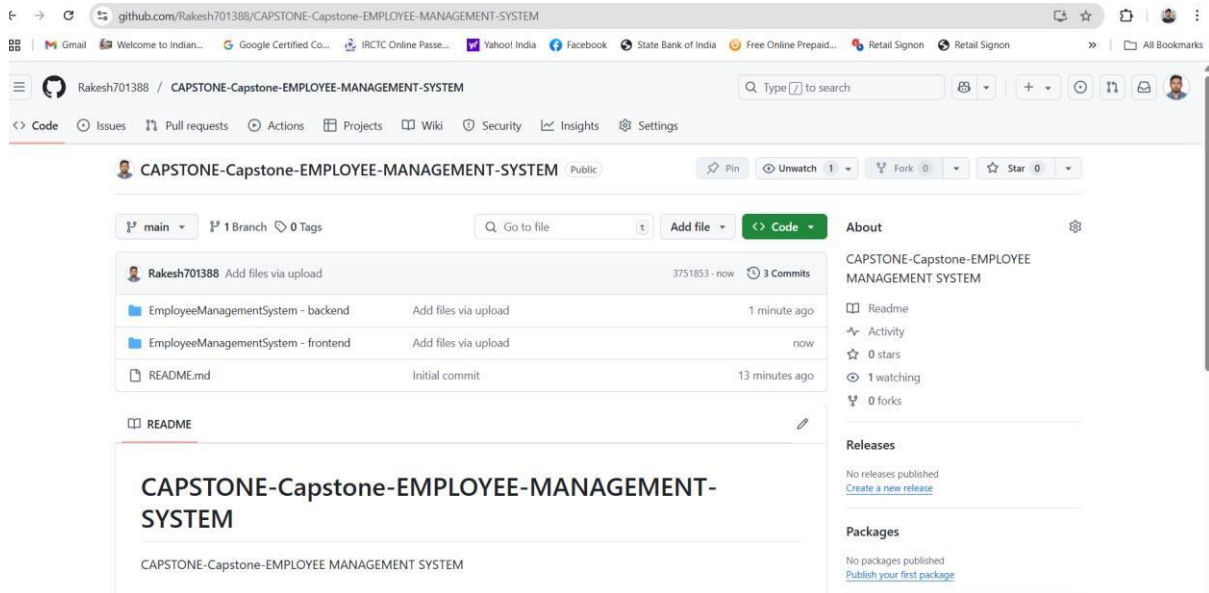 github.com/Rakesh701388/CAPSTONE-Capstone-EMPLOYEE-MANAGEMENT-SYSTEM
Gmail Welcome to Indian... Google Certified Co... IRCTC Online Passe... Yahoo! India Facebook State Bank of India Free Online Prepaid... Retail Signon Retail Signon » All Bookmarks
Rakesh701388 / CAPSTONE-Capstone-EMPLOYEE-MANAGEMENT-SYSTEM Type / to search
Code Issues Pull requests Actions Projects Wiki Security Insights Settings
CAPSTONE-Capstone-EMPLOYEE-MANAGEMENT-SYSTEM Public Pin Unwatch 1 Fork 0 Star 0
main 1 Branch 0 Tags Go to file t Add file <> Code About
Rakesh701388 Add files via upload 3751853 · now 3 Commits
CAPSTONE-Capstone-EMPLOYEE
MANAGEMENT SYSTEM
EmployeeManagementSystem - backend Add files via upload 1 minute ago
EmployeeManagementSystem - frontend Add files via upload now
README.md Initial commit 13 minutes ago
Readme
Activity
0 stars
1 watching
0 forks
README
CAPSTONE-Capstone-EMPLOYEE-MANAGEMENT-
SYSTEM
CAPSTONE-Capstone-EMPLOYEE MANAGEMENT SYSTEM
Releases
No releases published
Create a new release
Packages
No packages published
Publish your first package